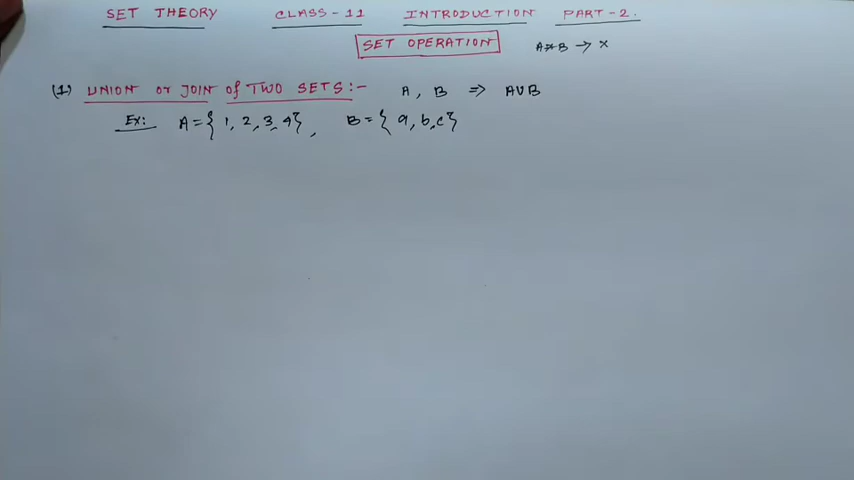 SET THEORY CLASS-11 INTRODUCTION PART-2.
SET OPERATION A*B → ×
(1) UNION or JOIN of TWO SETS:- A, B ⇒ A∪B
Ex: A={1, 2, 3, 4}, B={a, b, c}